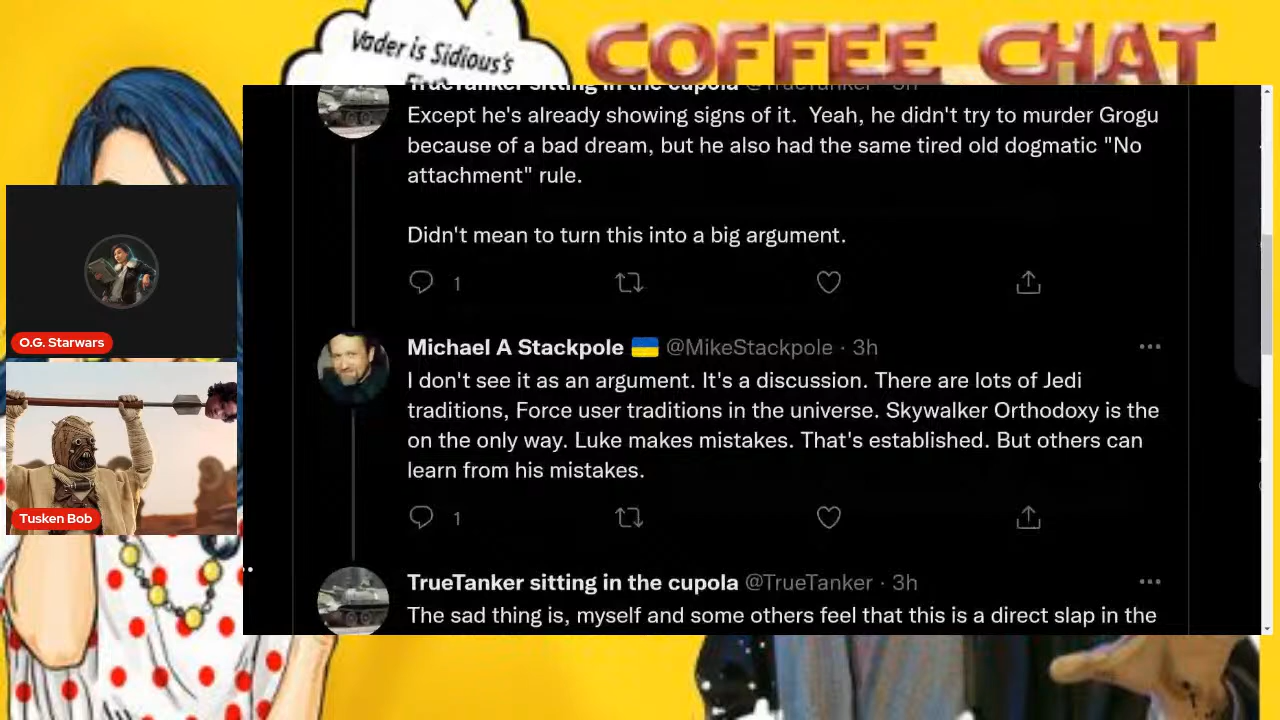 Vader is Sidious's
COFFEE CHAT
TrueTanker sitting in the cupola @TrueTanker
Except he's already showing signs of it. Yeah, he didn't try to murder Grogu
because of a bad dream, but he also had the same tired old dogmatic "No
attachment" rule.
Didn't mean to turn this into a big argument.
1
Michael A Stackpole 🇺🇦 @MikeStackpole · 3h
I don't see it as an argument. It's a discussion. There are lots of Jedi
traditions, Force user traditions in the universe. Skywalker Orthodoxy is the
on the only way. Luke makes mistakes. That's established. But others can
learn from his mistakes.
1
TrueTanker sitting in the cupola @TrueTanker · 3h
The sad thing is, myself and some others feel that this is a direct slap in the
O.G. Starwars
Tusken Bob